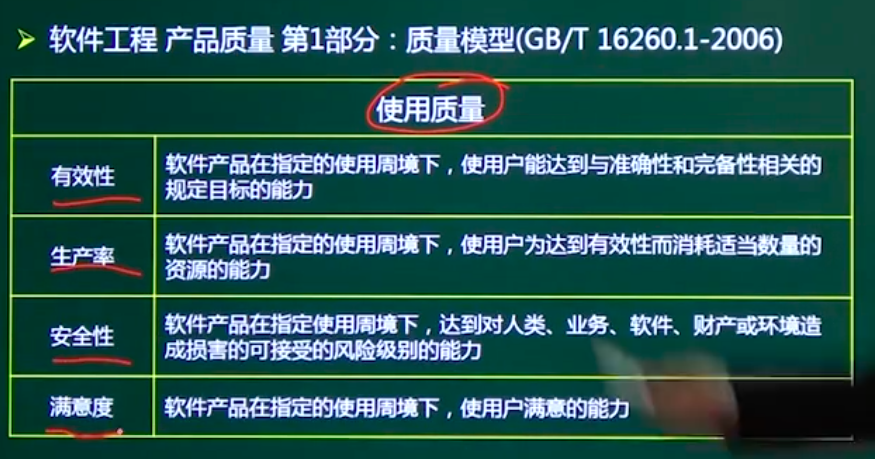 软件工程 产品质量 第1部分：质量模型(GB/T 16260.1-2006)
使用质量
有效性
软件产品在指定的使用周境下，使用户能达到与准确性和完备性相关的
规定目标的能力
生产率
软件产品在指定的使用周境下，使用户为达到有效性而消耗适当数量的
资源的能力
安全性
软件产品在指定使用周境下，达到对人类、业务、软件、财产或环境造
成损害的可接受的风险级别的能力
满意度
软件产品在指定的使用周境下，使用户满意的能力